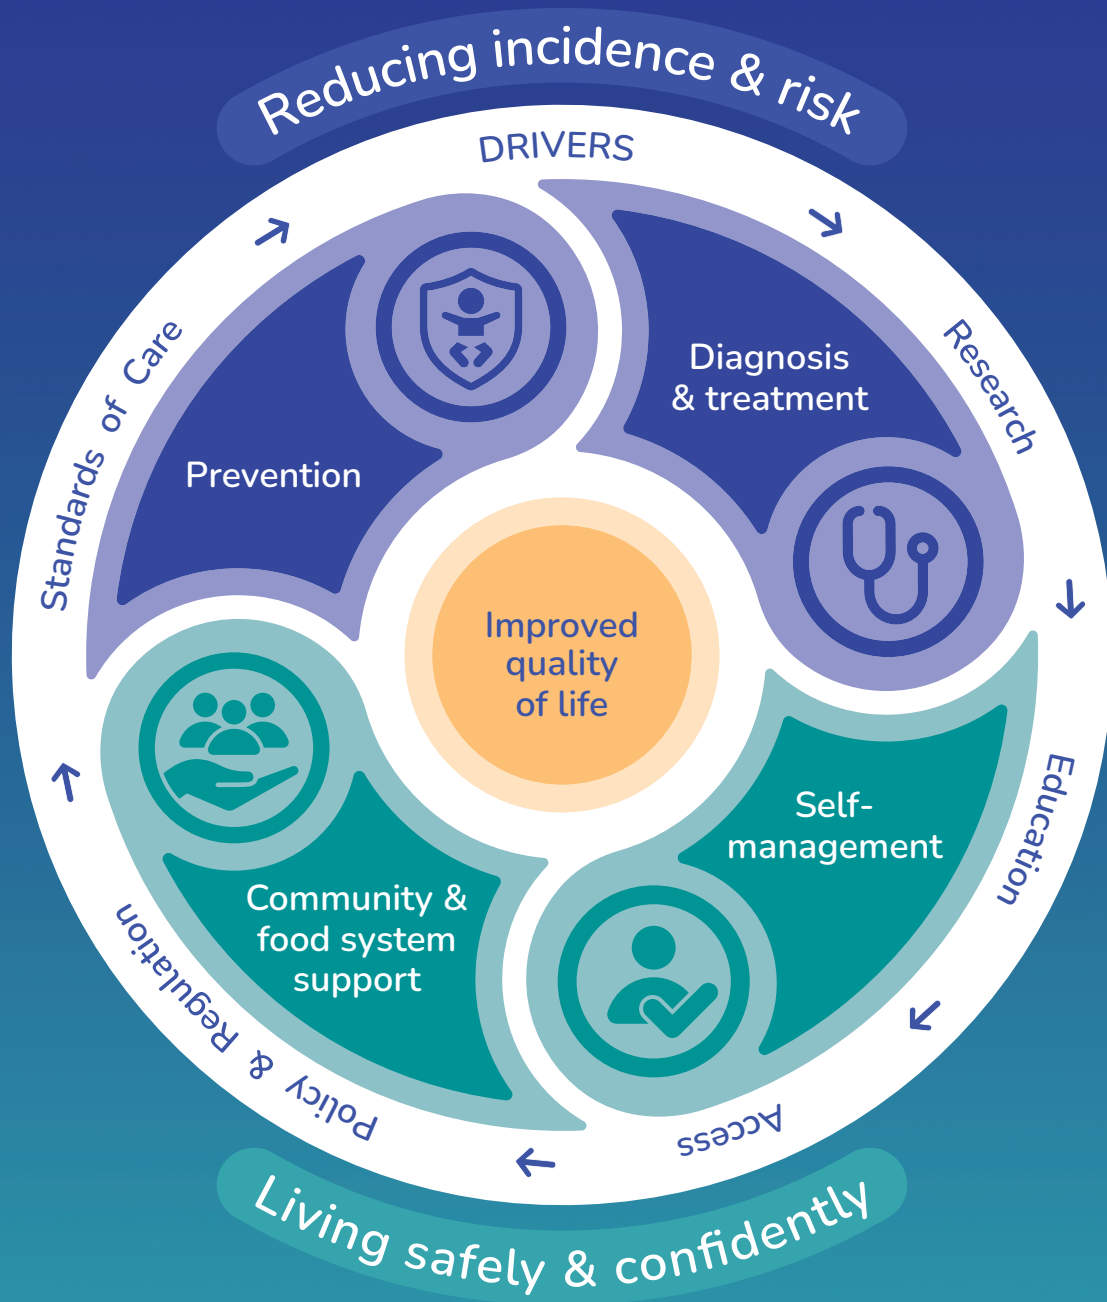 Reducing incidence & risk
DRIVERS
Research
Education
Access
Policy & Regulation
Standards of Care
Prevention
Diagnosis
& treatment
Self-
management
Community &
food system
support
Improved
quality
of life
Living safely & confidently